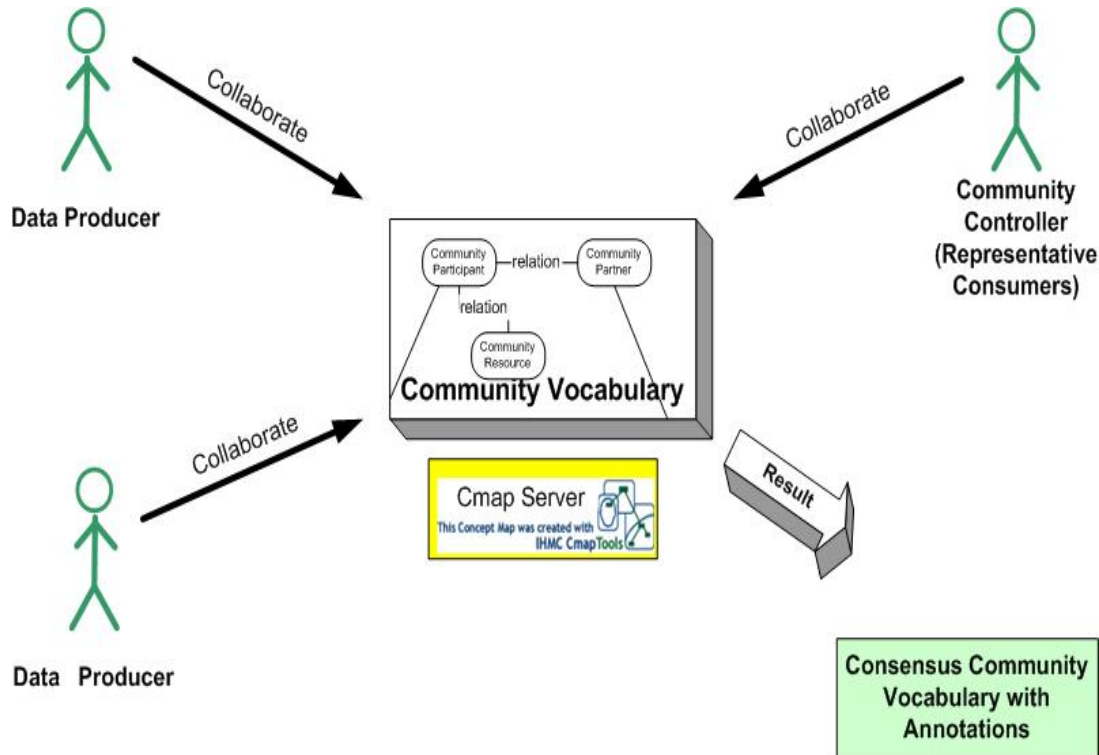 Collaborate
Data Producer
Collaborate
Community
Controller
(Representative
Consumers)
Community
Participant
relation
Community
Partner
relation
Community
Resource
Community Vocabulary
Collaborate
Data Producer
Cmap Server
This Concept Map was created with
IHMC CmapTools
Result
Consensus Community
Vocabulary with
Annotations